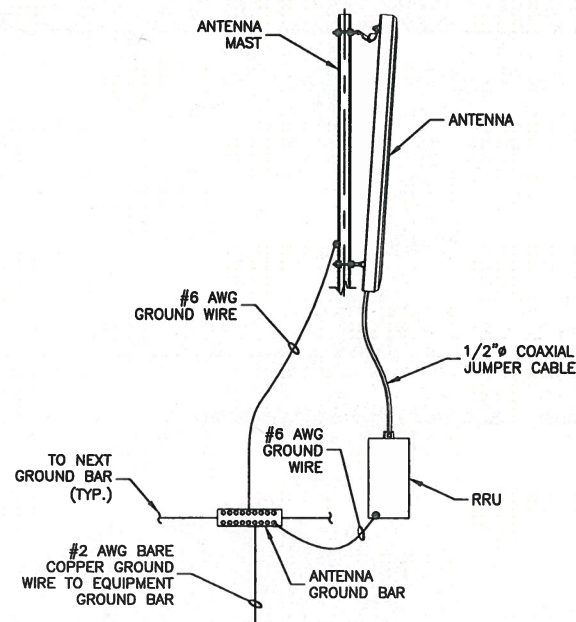 ANTENNA
MAST
ANTENNA
#6 AWG
GROUND WIRE
1/2"ø COAXIAL
JUMPER CABLE
#6 AWG
GROUND
WIRE
TO NEXT
GROUND BAR
(TYP.)
RRU
#2 AWG BARE
COPPER GROUND
WIRE TO EQUIPMENT
GROUND BAR
ANTENNA
GROUND BAR